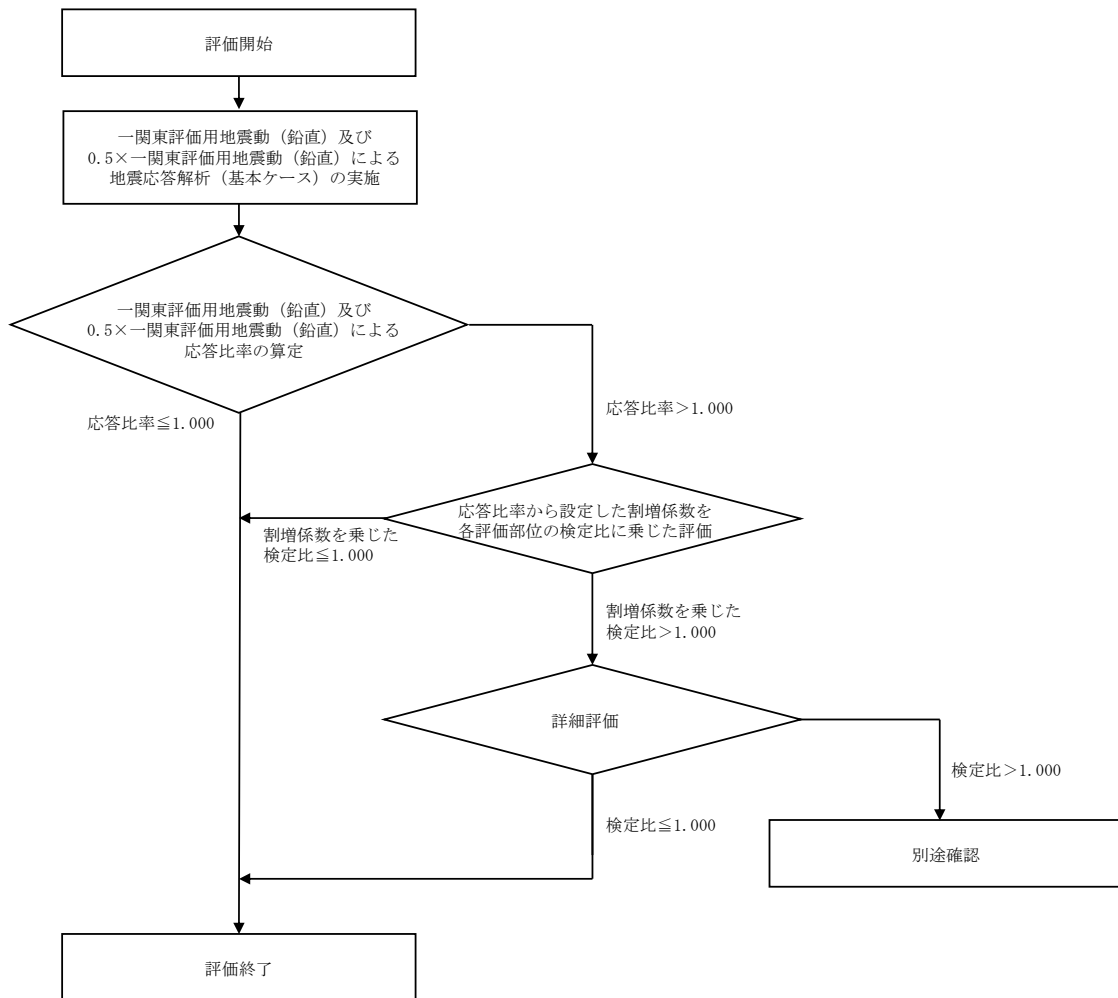 評価開始
一関東評価用地震動（鉛直）及び
0.5×一関東評価用地震動（鉛直）による
地震応答解析（基本ケース）の実施
一関東評価用地震動（鉛直）及び
0.5×一関東評価用地震動（鉛直）による
応答比率の算定
応答比率≦1.000
応答比率＞1.000
応答比率から設定した割増係数を
各評価部位の検定比に乗じた評価
割増係数を乗じた
検定比≦1.000
割増係数を乗じた
検定比＞1.000
詳細評価
検定比＞1.000
検定比≦1.000
別途確認
評価終了